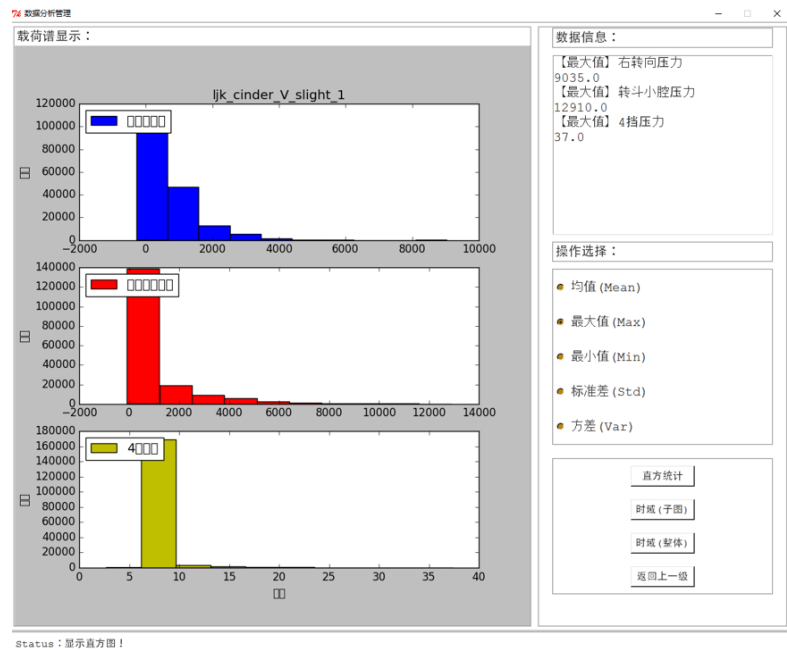 数据分析管理
载荷谱显示：
ljk_cinder_V_slight_1
120000
100000
80000
60000
40000
20000
0
−2000 0 2000 4000 6000 8000 10000
140000
120000
100000
80000
60000
40000
20000
0
−2000 0 2000 4000 6000 8000 10000 12000 14000
4
180000
160000
140000
120000
100000
80000
60000
40000
20000
0
0 5 10 15 20 25 30 35 40
数据信息：
【最大值】右转向压力
9035.0
【最大值】转斗小腔压力
12910.0
【最大值】4挡压力
37.0
操作选择：
均值(Mean)
最大值(Max)
最小值(Min)
标准差(Std)
方差(Var)
直方统计
时域(子图)
时域(整体)
返回上一级
Status：显示直方图！